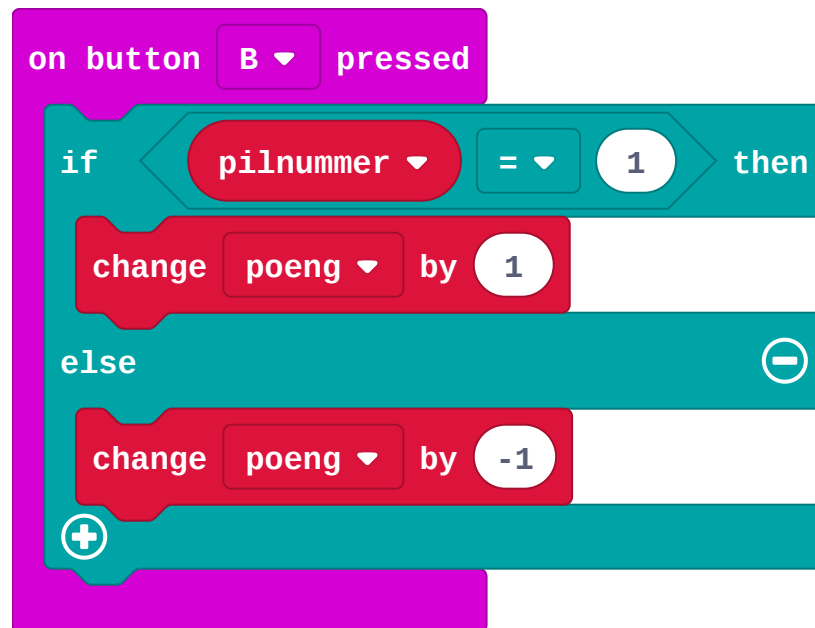 on button B pressed
if pilnummer = 1 then
change poeng by 1
else
change poeng by -1